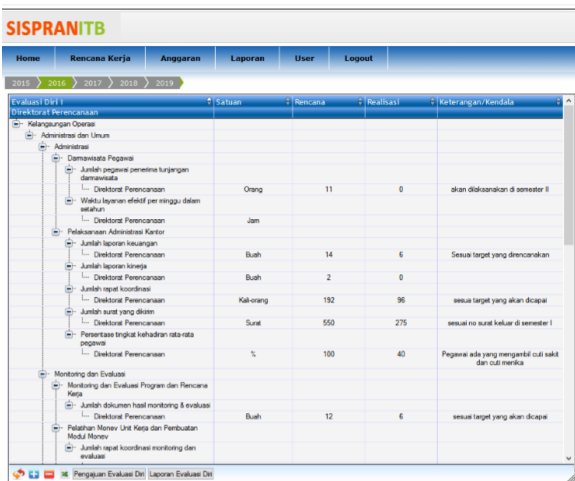 SISPRANITB
Home Rencana Kerja Anggaran Laporan User Logout
2015 2016 2017 2018 2019
Evaluasi Diri I Satuan Rencana Realisasi Keterangan/Kendala
Direktorat Perencanaan
Kelangsungan Operasi
Administrasi dan Umum
Administrasi
Darmawisata Pegawai
Jumlah pegawai penerima tunjangan
darmawisata
Direktorat Perencanaan Orang 11 0 akan dilaksanakan di semester II
Waktu layanan efektif per minggu dalam
setahun
Direktorat Perencanaan Jam
Pelaksanaan Administrasi Kantor
Jumlah laporan keuangan
Direktorat Perencanaan Buah 14 6 Sesuai target yang direncanakan
Jumlah laporan kinerja
Direktorat Perencanaan Buah 2 0
Jumlah rapat koordinasi
Direktorat Perencanaan Kali-orang 192 96 sesuai target yang akan dicapai
Jumlah surat yang dikirim
Direktorat Perencanaan Surat 550 275 sesuai no surat keluar di semester I
Persentase tingkat kehadiran rata-rata
pegawai
Direktorat Perencanaan % 100 40 Pegawai ada yang mengambil cuti sakit
dan cuti menika
Monitoring dan Evaluasi
Monitoring dan Evaluasi Program dan Rencana
Kerja
Jumlah dokumen hasil monitoring & evaluasi
Direktorat Perencanaan Buah 12 6 sesuai target yang akan dicapai
Pelatihan Monev Unit Kerja dan Pembuatan
Modul Monev
Jumlah rapat koordinasi monitoring dan
evaluasi
Pengajuan Evaluasi Diri Laporan Evaluasi Diri